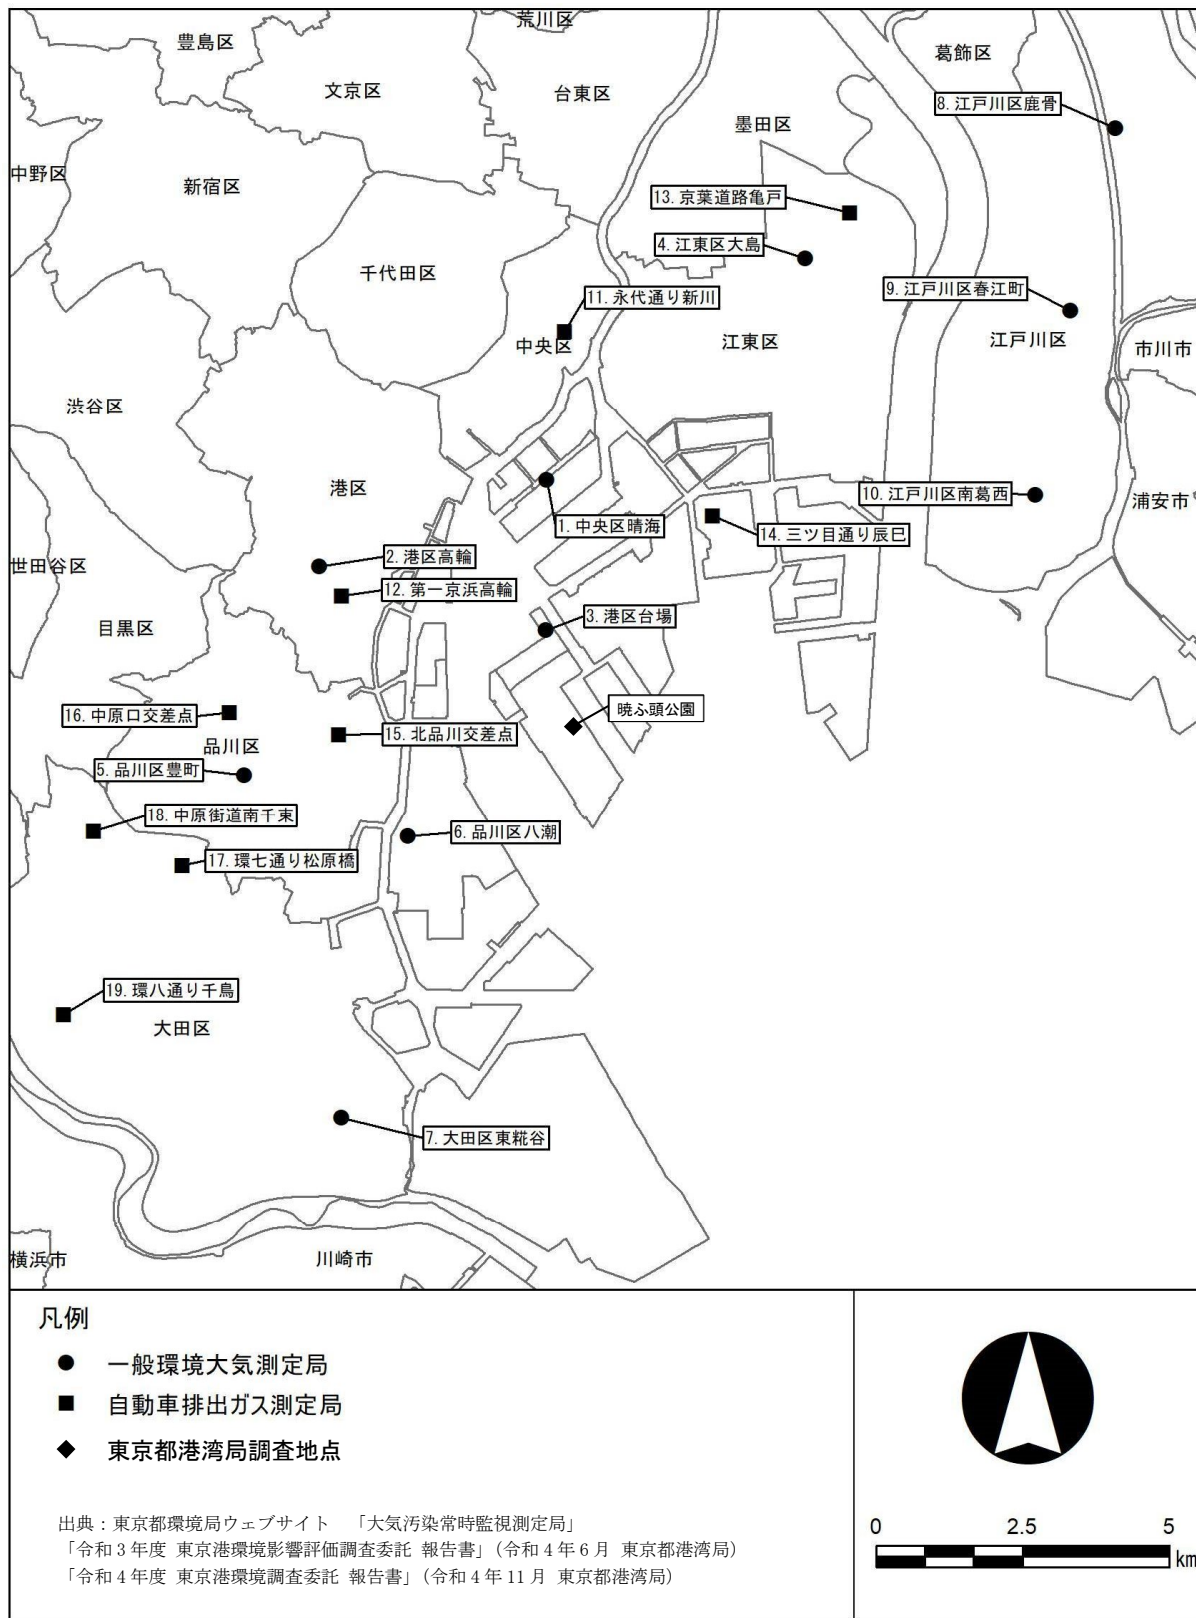 荒川区
豊島区
葛飾区
文京区
台東区
8.江戸川区鹿骨
墨田区
中野区
新宿区
13.京葉道路亀戸
4.江東区大島
千代田区
9.江戸川区春江町
11.永代通り新川
中央区
江東区
江戸川区
市川市
渋谷区
港区
10.江戸川区南葛西
浦安市
1.中央区晴海
14.三ツ目通り辰巳
2.港区高輪
世田谷区
12.第一京浜高輪
3.港区台場
目黒区
暁ふ頭公園
16.中原口交差点
15.北品川交差点
品川区
5.品川区豊町
18.中原街道南千束
6.品川区八潮
17.環七通り松原橋
19.環八通り千鳥
大田区
7.大田区東糀谷
横浜市
川崎市
凡例
● 一般環境大気測定局
■ 自動車排出ガス測定局
◆ 東京都港湾局調査地点
出典：東京都環境局ウェブサイト 「大気汚染常時監視測定局」
「令和3年度 東京港環境影響評価調査委託 報告書」（令和4年6月 東京都港湾局）
「令和4年度 東京港環境調査委託 報告書」（令和4年11月 東京都港湾局）
0 2.5 5
km